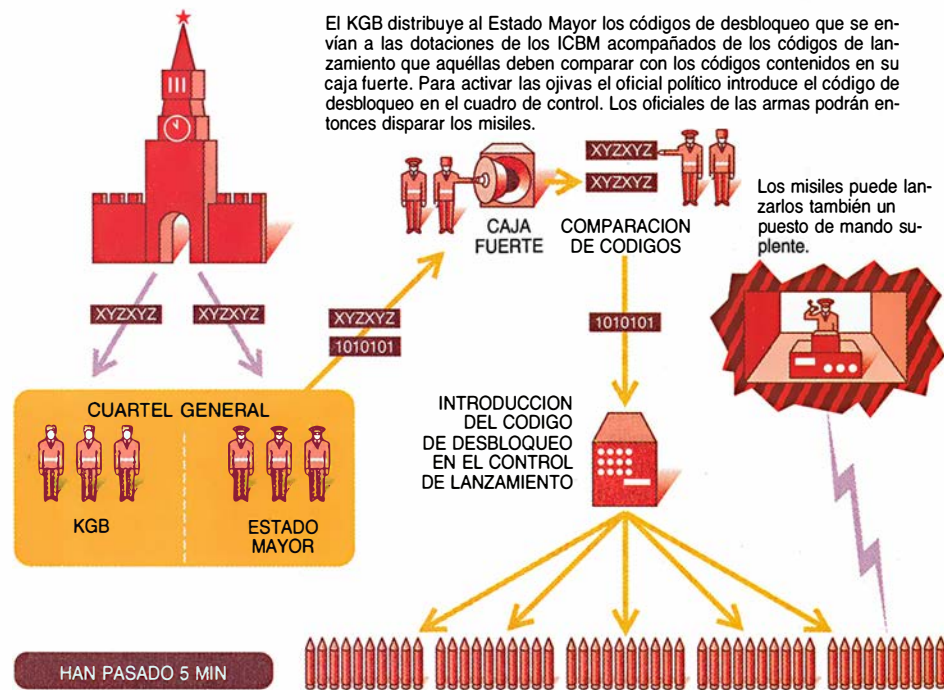 El KGB distribuye al Estado Mayor los códigos de desbloqueo que se en-
vían a las dotaciones de los ICBM acompañados de los códigos de lan-
zamiento que aquéllas deben comparar con los códigos contenidos en su
caja fuerte. Para activar las ojivas el oficial político introduce el código de
desbloqueo en el cuadro de control. Los oficiales de las armas podrán en-
tonces disparar los misiles.
XYZXYZ
XYZXYZ
CAJA
FUERTE
COMPARACION
DE CODIGOS
Los misiles puede lan-
zarlos también un
puesto de mando su-
plente.
XYZXYZ
XYZXYZ
XYZXYZ
1010101
1010101
CUARTEL GENERAL
KGB
ESTADO
MAYOR
INTRODUCCION
DEL CODIGO
DE DESBLOQUEO
EN EL CONTROL
DE LANZAMIENTO
HAN PASADO 5 MIN